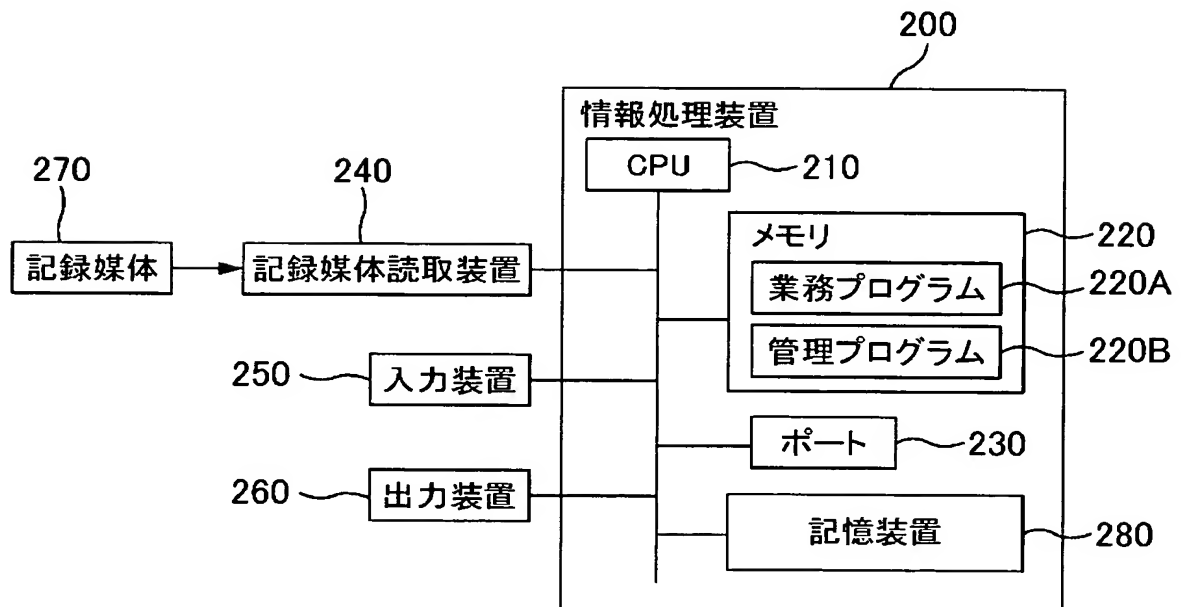 200
情報処理装置
CPU
210
270
240
記録媒体
記録媒体読取装置
メモリ
220
業務プログラム
220A
管理プログラム
220B
250
入力装置
ポート
230
260
出力装置
記憶装置
280